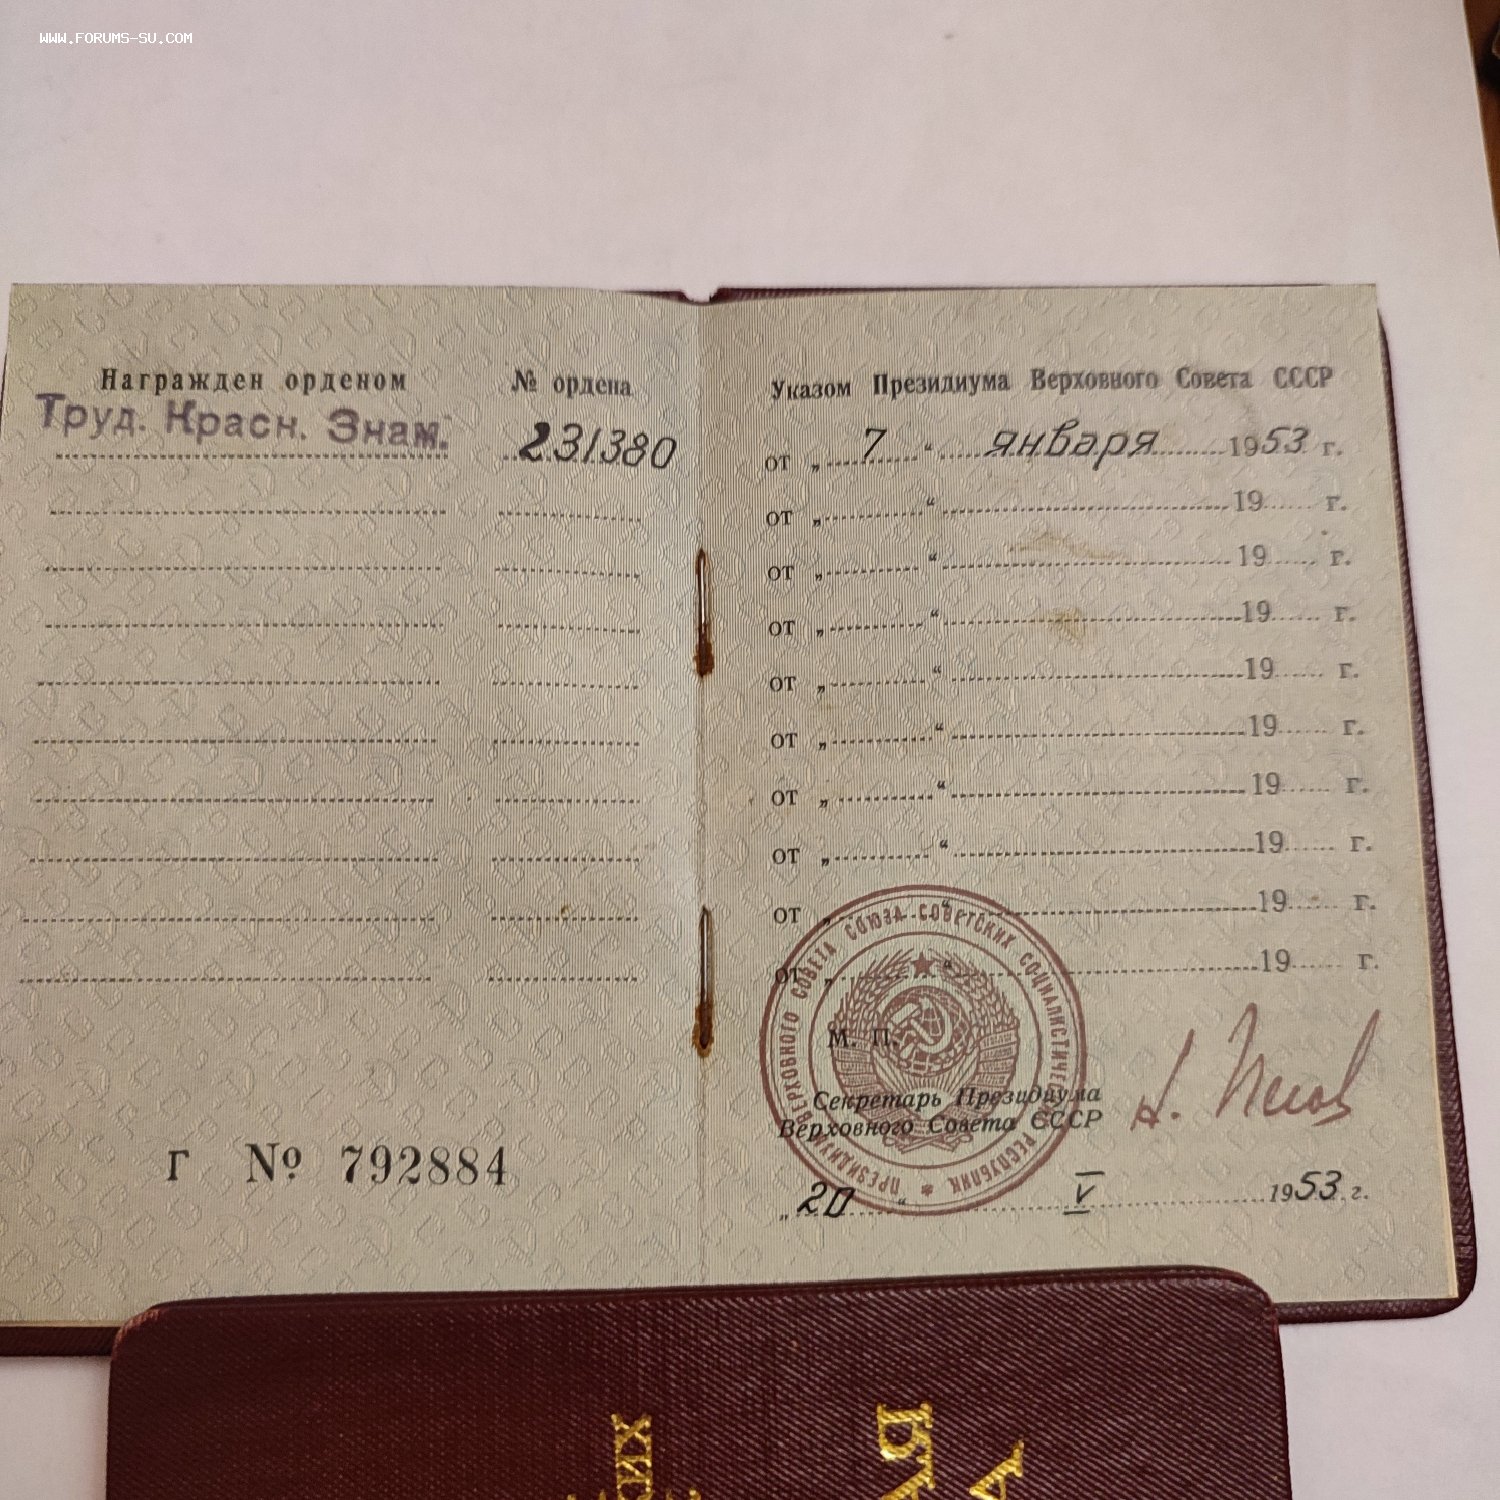 WWW.FORUMS-SU.COM
Награжден орденом № ордена
Труд. Красн. Знам. 231380
Г № 792884
Указом Президиума Верховного Совета СССР
от „ 7 “ января 1953 г.
от „ “ 19 г.
от „ “ 19 г.
от „ “ 19 г.
от „ “ 19 г.
от „ “ 19 г.
от „ “ 19 г.
от „ “ 19 г.
от „ “ 19 г.
от „ “ 19 г.
ПРЕЗИДИУМ ВЕРХОВНОГО СОВЕТА СОЮЗА СОВЕТСКИХ СОЦИАЛИСТИЧЕСКИХ РЕСПУБЛИК
М. П.
Секретарь Президиума
Верховного Совета СССР
„ 20 “ V 1953 г.